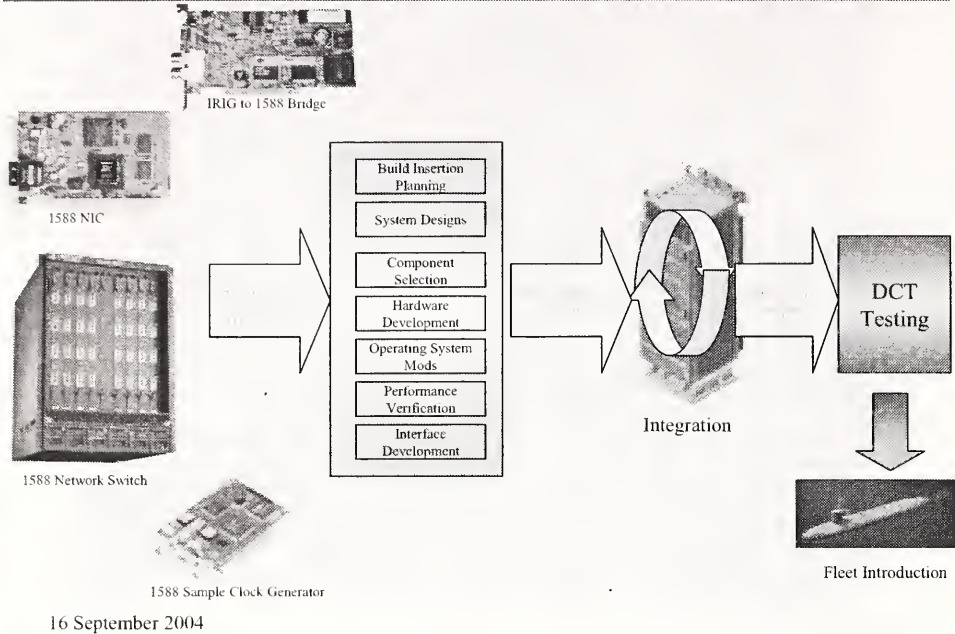 IRIG to 1588 Bridge
1588 NIC
1588 Network Switch
1588 Sample Clock Generator
Build Insertion
Planning
System Designs
Component
Selection
Hardware
Development
Operating System
Mods
Performance
Verification
Interface
Development
Integration
DCT
Testing
Fleet Introduction
16 September 2004